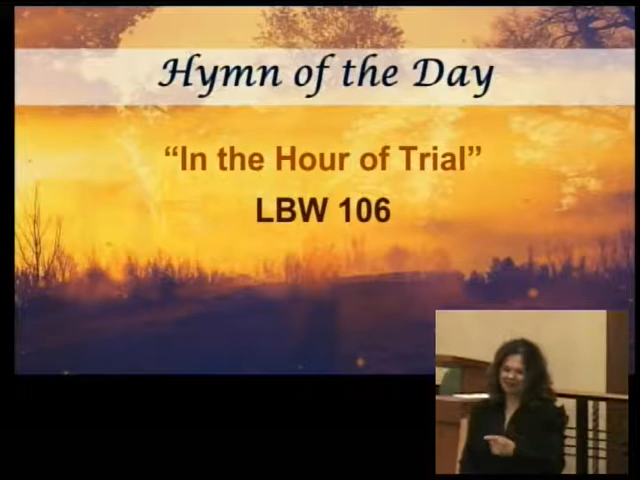 Hymn of the Day
“In the Hour of Trial”
LBW 106